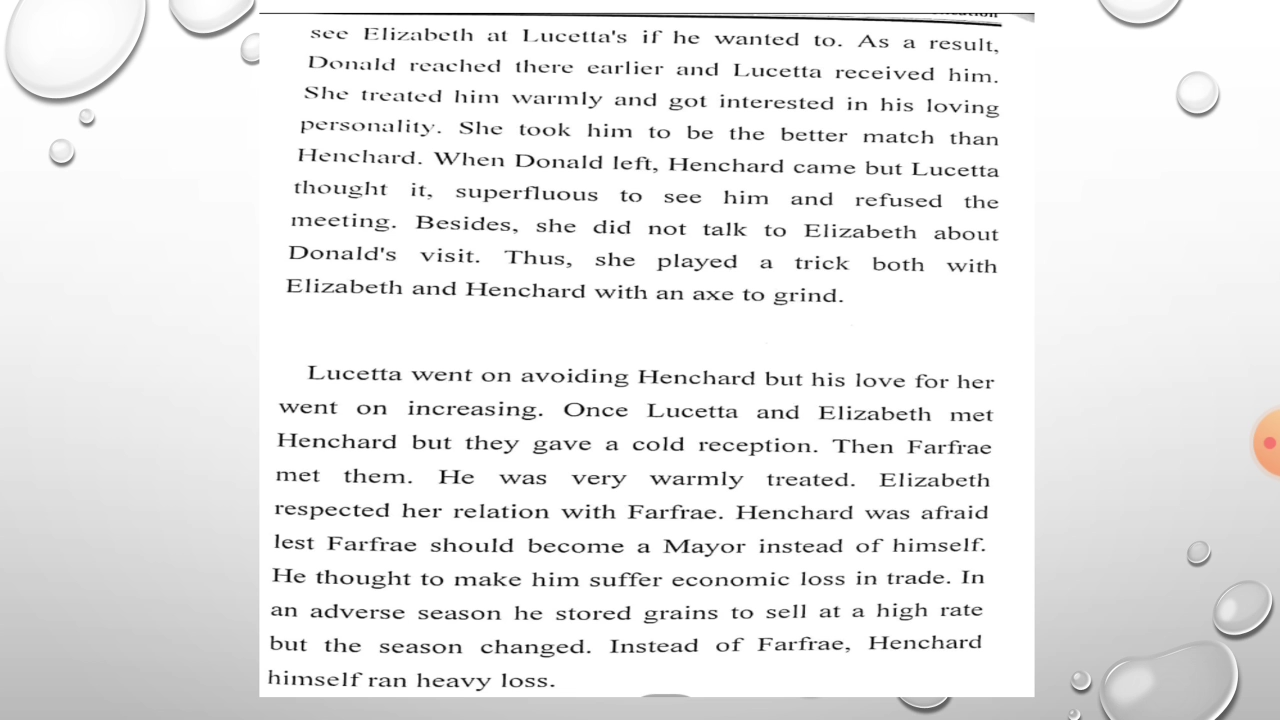 see Elizabeth at Lucetta's if he wanted to. As a result,
Donald reached there earlier and Lucetta received him.
She treated him warmly and got interested in his loving
personality. She took him to be the better match than
Henchard. When Donald left, Henchard came but Lucetta
thought it, superfluous to see him and refused the
meeting. Besides, she did not talk to Elizabeth about
Donald's visit. Thus, she played a trick both with
Elizabeth and Henchard with an axe to grind.
Lucetta went on avoiding Henchard but his love for her
went on increasing. Once Lucetta and Elizabeth met
Henchard but they gave a cold reception. Then Farfrae
met them. He was very warmly treated. Elizabeth
respected her relation with Farfrae. Henchard was afraid
lest Farfrae should become a Mayor instead of himself.
He thought to make him suffer economic loss in trade. In
an adverse season he stored grains to sell at a high rate
but the season changed. Instead of Farfrae, Henchard
himself ran heavy loss.